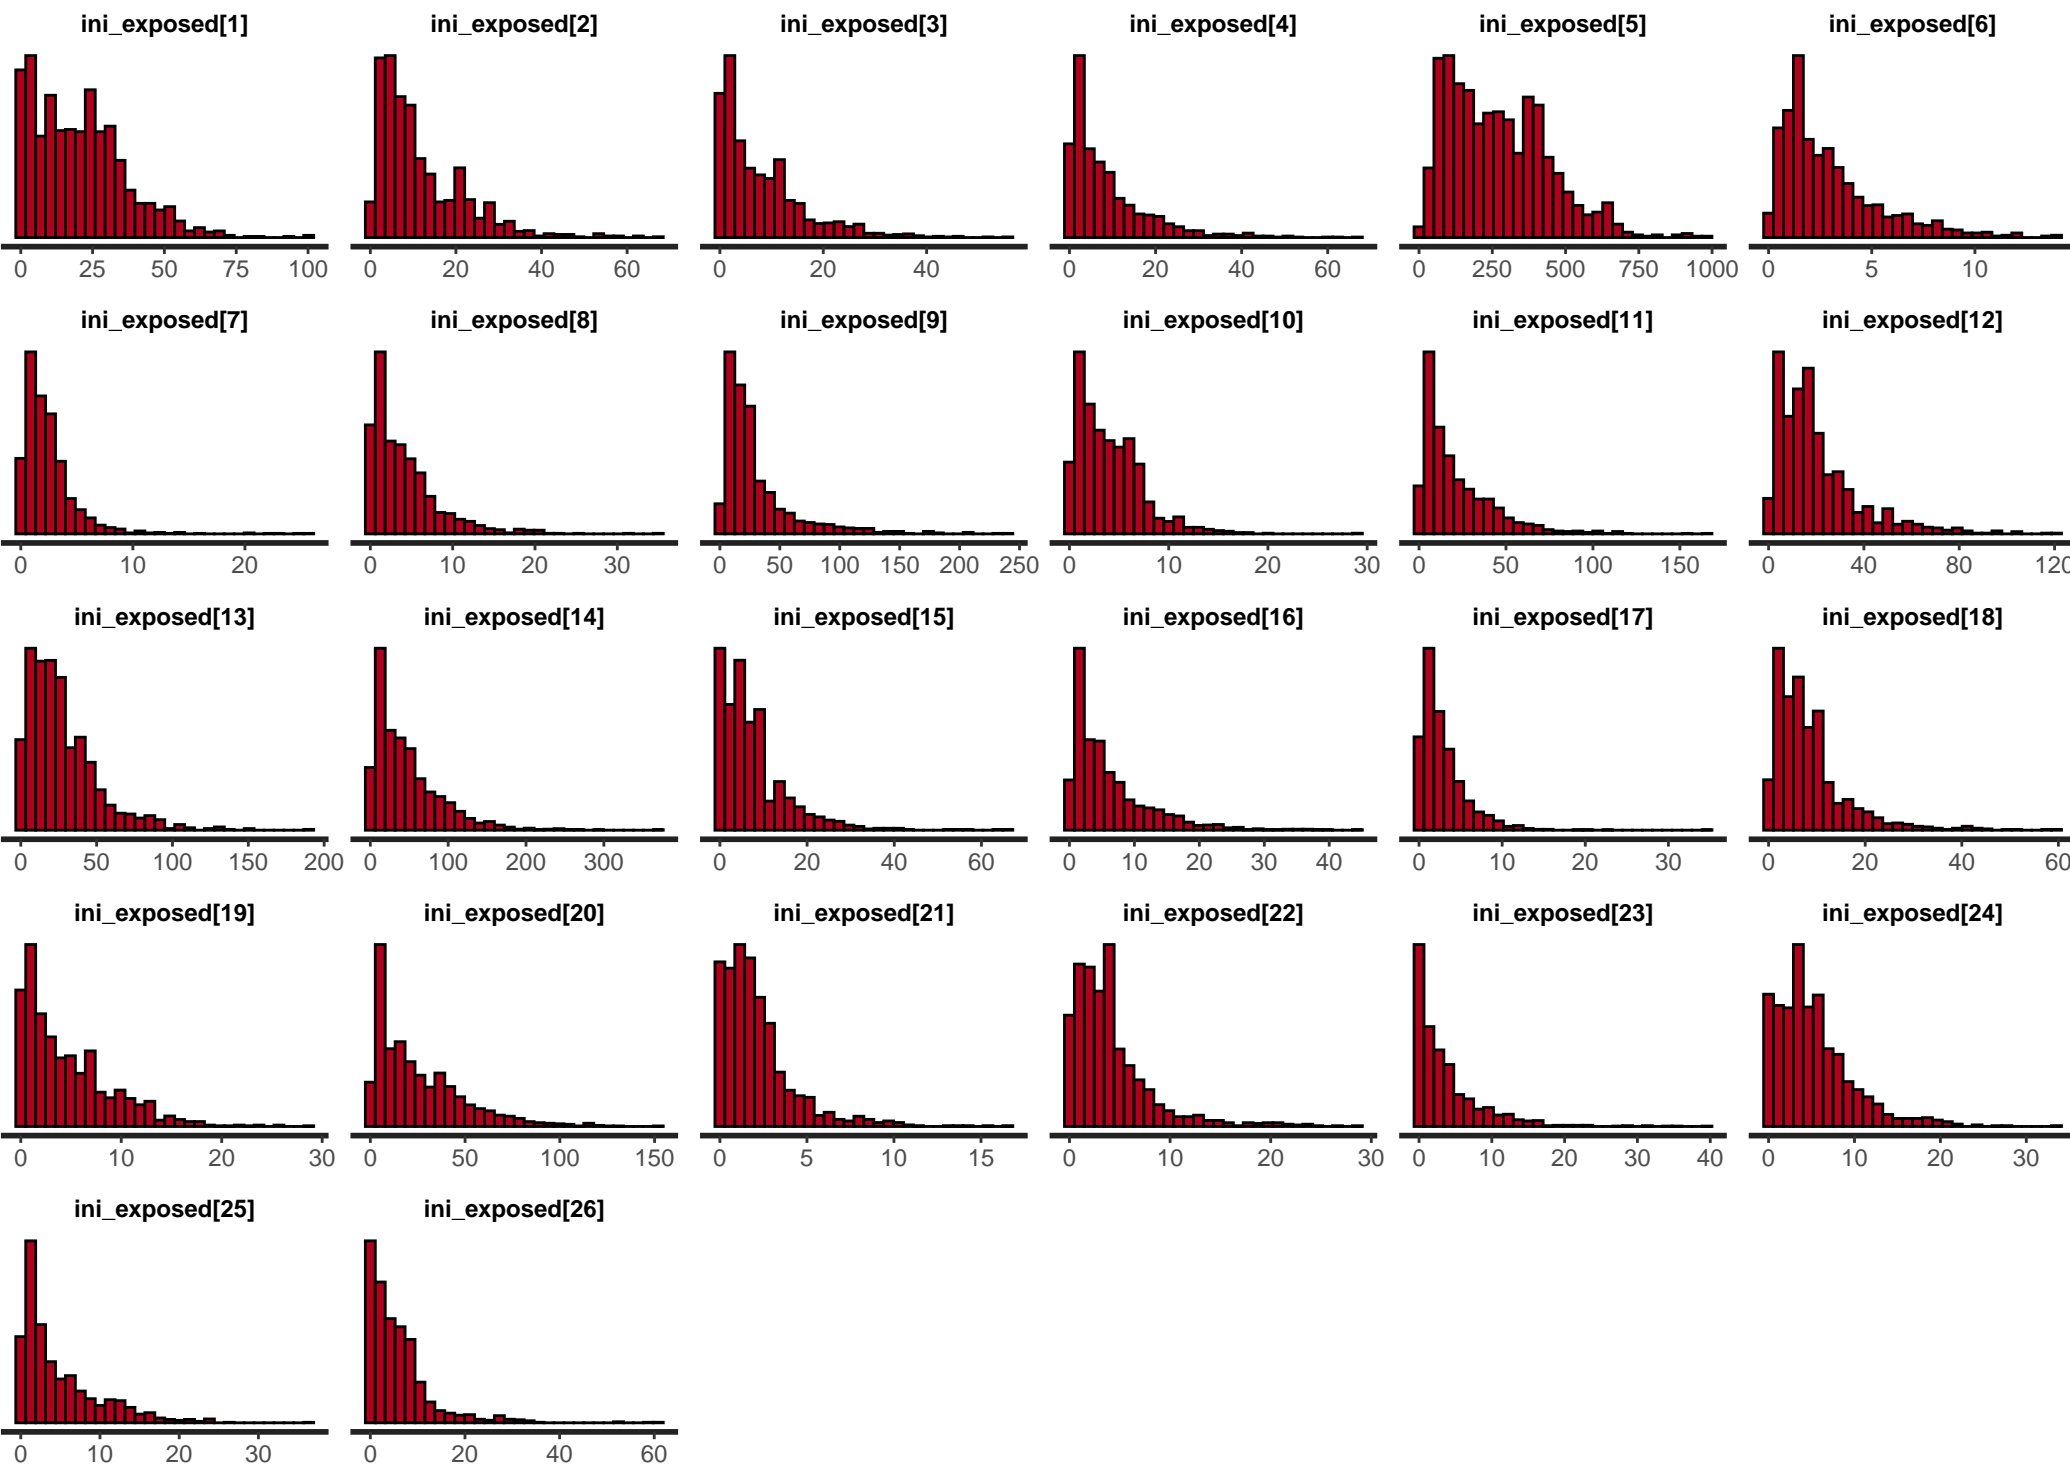 ini_exposed[1] ini_exposed[2] ini_exposed[3] ini_exposed[4] ini_exposed[5] ini_exposed[6]
0 25 50 75 100 0 20 40 60 0 20 40 0 20 40 60 0 250 500 750 1000 0 5 10
ini_exposed[7] ini_exposed[8] ini_exposed[9] ini_exposed[10] ini_exposed[11] ini_exposed[12]
0 10 20 0 10 20 30 0 50 100 150 200 250 0 10 20 30 0 50 100 150 0 40 80 120
ini_exposed[13] ini_exposed[14] ini_exposed[15] ini_exposed[16] ini_exposed[17] ini_exposed[18]
0 50 100 150 200 0 100 200 300 0 20 40 60 0 10 20 30 40 0 10 20 30 0 20 40 60
ini_exposed[19] ini_exposed[20] ini_exposed[21] ini_exposed[22] ini_exposed[23] ini_exposed[24]
0 10 20 30 0 50 100 150 0 5 10 15 0 10 20 30 0 10 20 30 40 0 10 20 30
ini_exposed[25] ini_exposed[26]
0 10 20 30 0 20 40 60